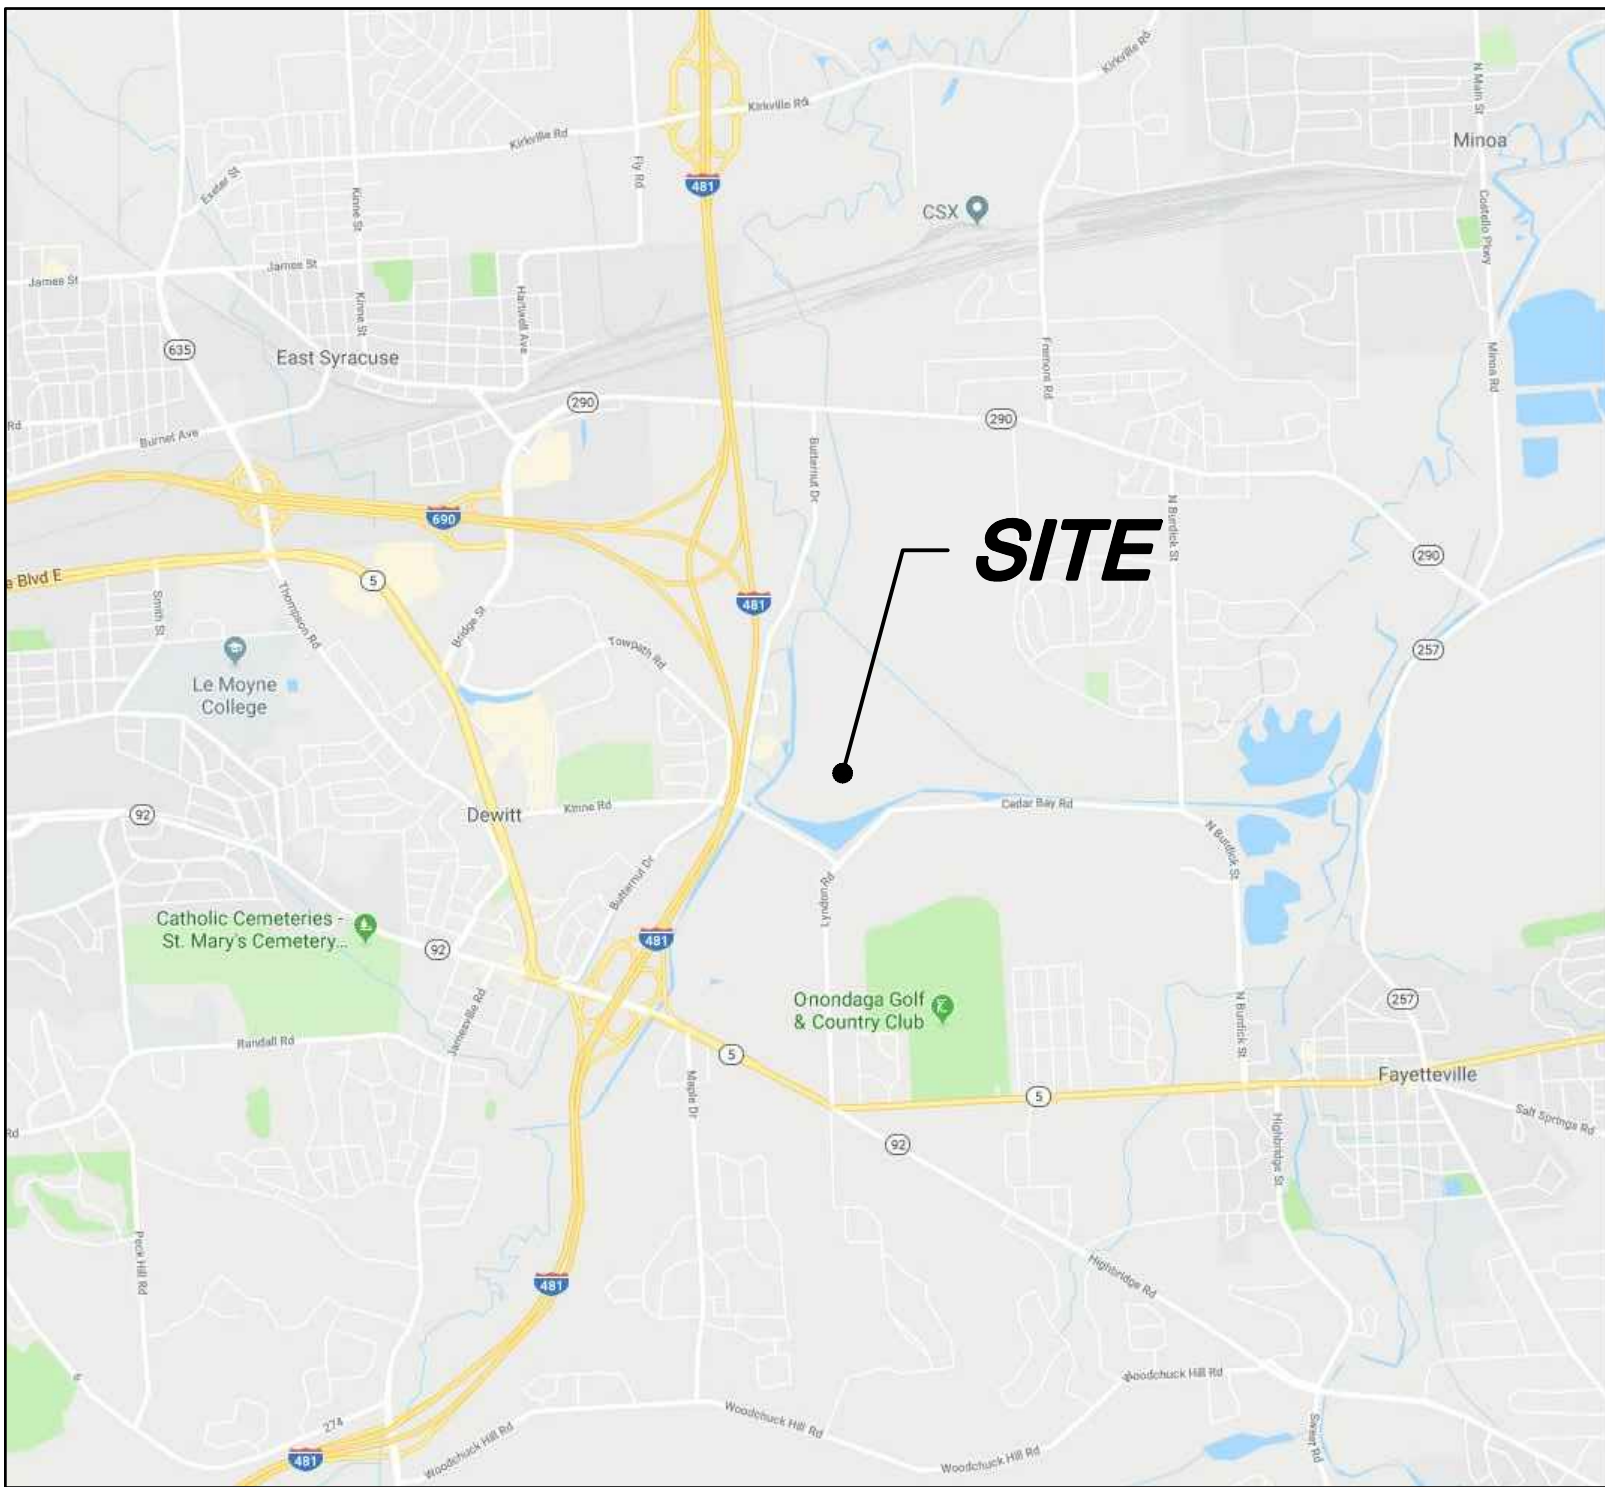 Kirkville Rd
N Main St
Kirkville Rd
Kirkville Rd
Minoa
Exeter St
Fly Rd
481
Kinne St
CSX
Costello Pkwy
James St
James St
Kinne St
Hartwell Ave
635
East Syracuse
Fremont Rd
Minoa Rd
290
290
Rd
Burnet Ave
Butternut Dr
N Burdick St
690
SITE
290
Blvd E
5
481
Smith St
Thompson Rd
Bridge St
Towpath Rd
257
Le Moyne
College
92
Dewitt
Kinne Rd
Cedar Bay Rd
N Burdick St
Butternut Dr
Lyndon Rd
Catholic Cemeteries -
St. Mary's Cemetery...
92
481
Onondaga Golf
& Country Club
257
Jamesville Rd
N Burdick St
Randall Rd
5
Maple Dr
5
Fayetteville
Salt Springs Rd
Rd
92
Highbridge St
Peck Hill Rd
Highbridge Rd
481
Woodchuck Hill Rd
274
Woodchuck Hill Rd
Woodchuck Hill Rd
Sweet Rd
481
Woodchuck Hill Rd